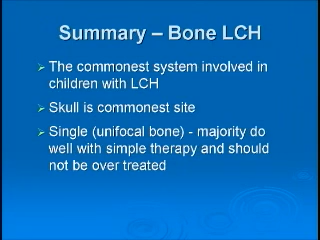 Summary – Bone LCH
➢ The commonest system involved in
children with LCH
➢ Skull is commonest site
➢ Single (unifocal bone) - majority do
well with simple therapy and should
not be over treated